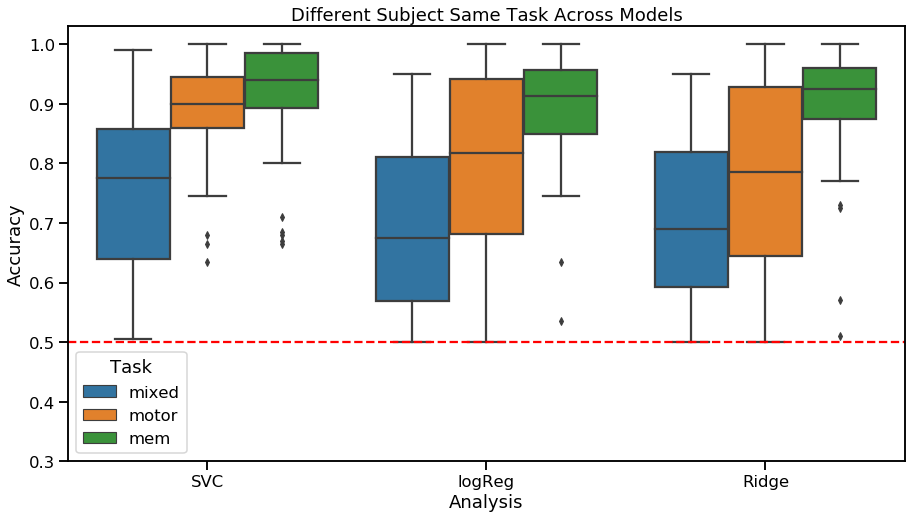 Different Subject Same Task Across Models
Accuracy
1.0
0.9
0.8
0.7
0.6
0.5
0.4
0.3
Task
mixed
motor
mem
SVC
logReg
Ridge
Analysis